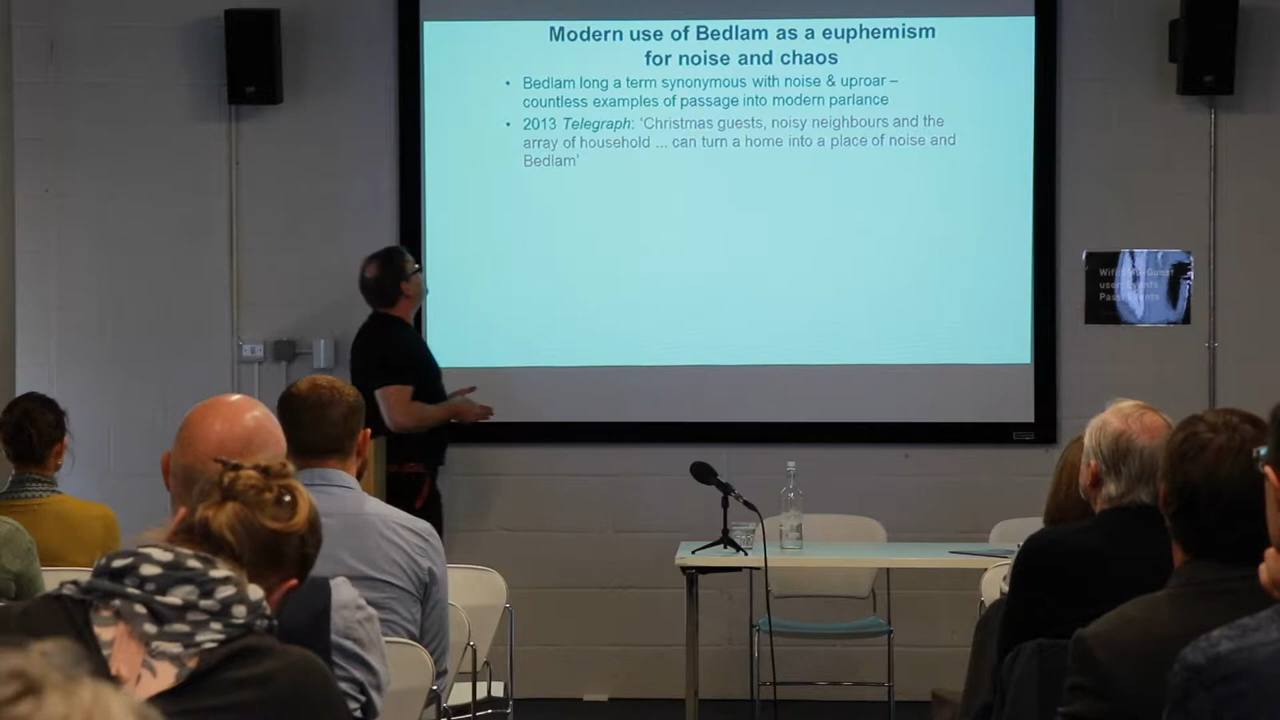 Modern use of Bedlam as a euphemism
for noise and chaos
• Bedlam long a term synonymous with noise & uproar –
countless examples of passage into modern parlance
• 2013 Telegraph: ‘Christmas guests, noisy neighbours and the
array of household ... can turn a home into a place of noise and
Bedlam’
Guest
Events